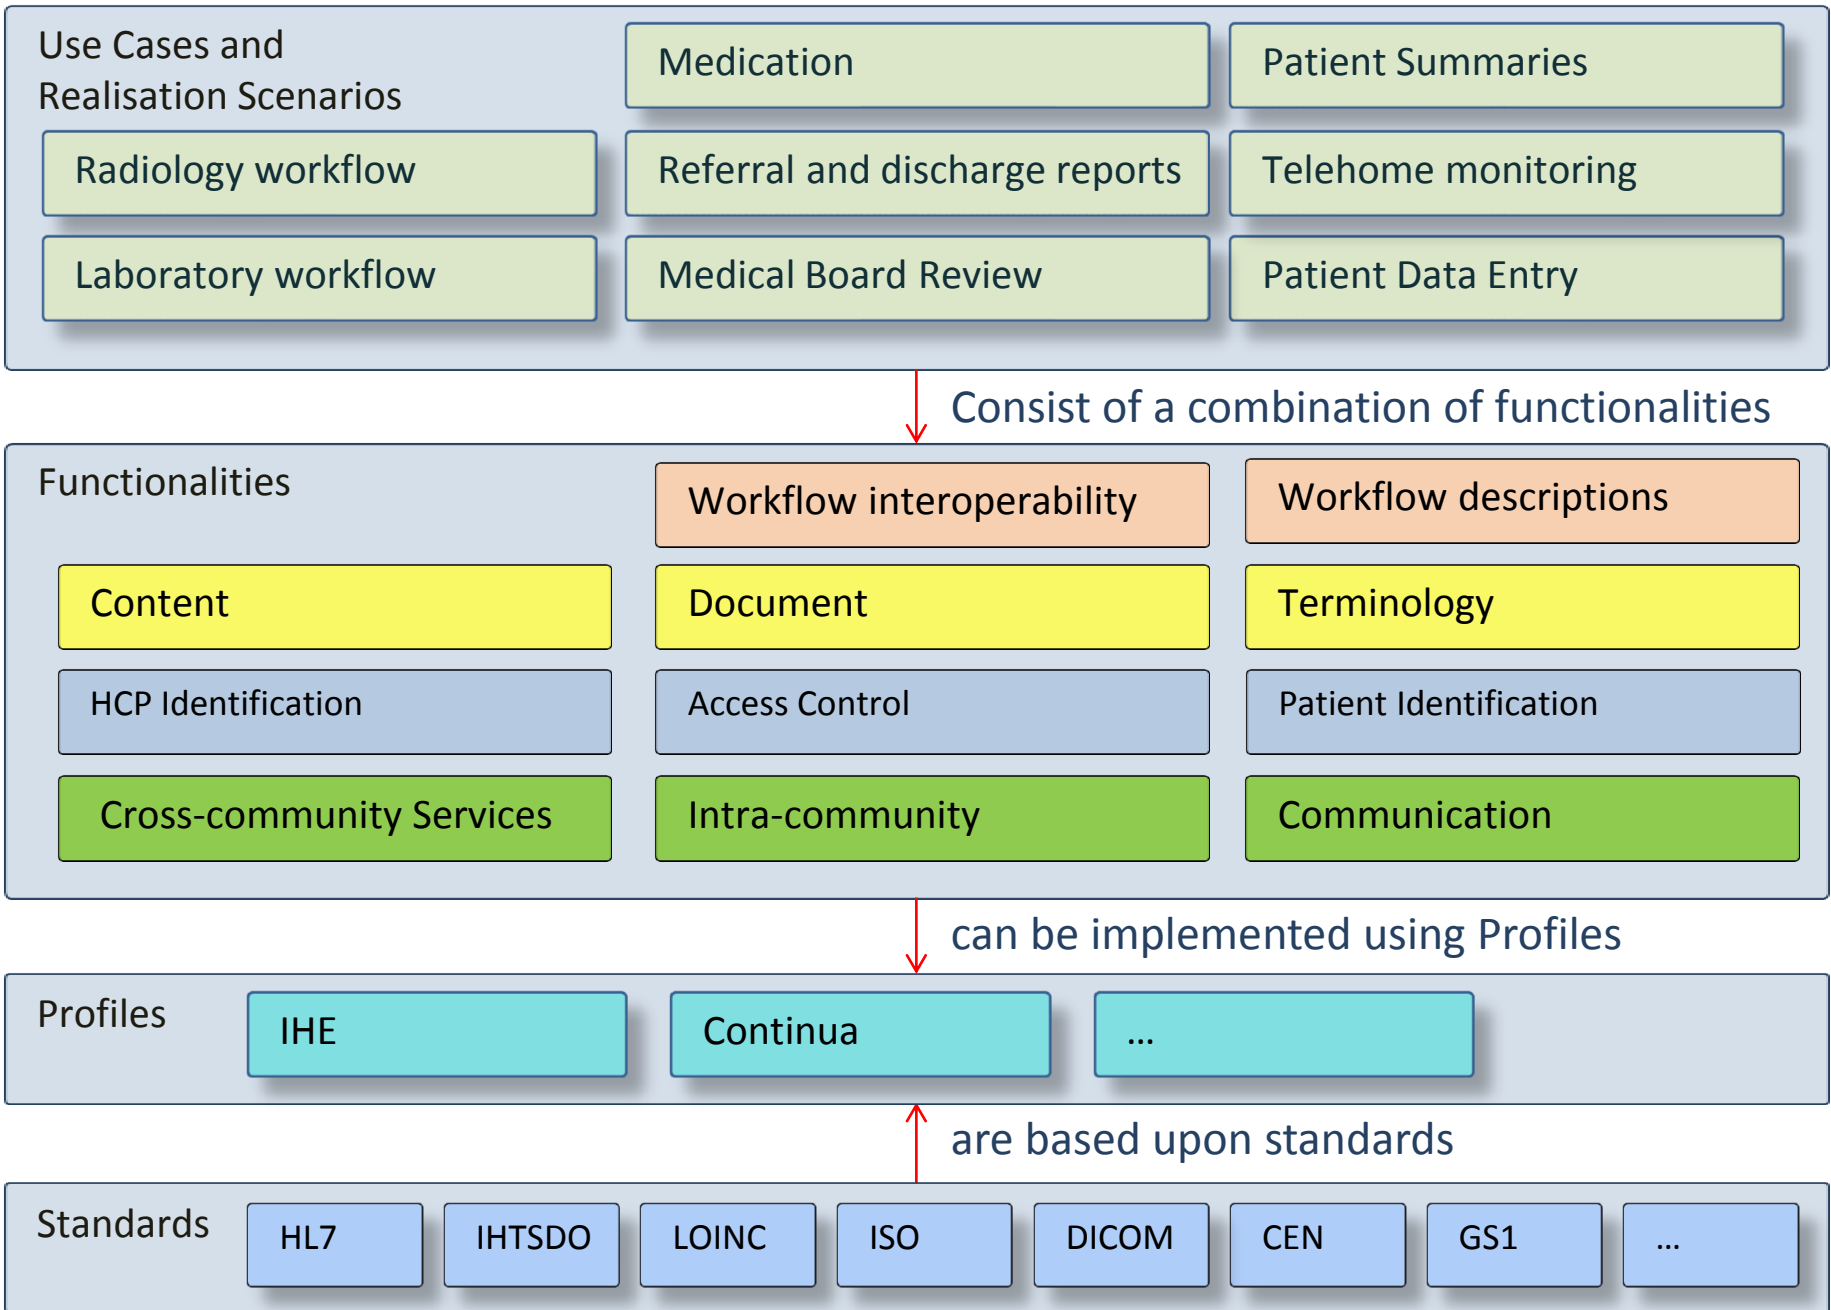 Use Cases and
Realisation Scenarios
Medication
Patient Summaries
Radiology workflow
Referral and discharge reports
Telehome monitoring
Laboratory workflow
Medical Board Review
Patient Data Entry
Consist of a combination of functionalities
Functionalities
Workflow interoperability
Workflow descriptions
Content
Document
Terminology
HCP Identification
Access Control
Patient Identification
Cross-community Services
Intra-community
Communication
can be implemented using Profiles
Profiles
IHE
Continua
...
are based upon standards
Standards
HL7
IHTSDO
LOINC
ISO
DICOM
CEN
GS1
...